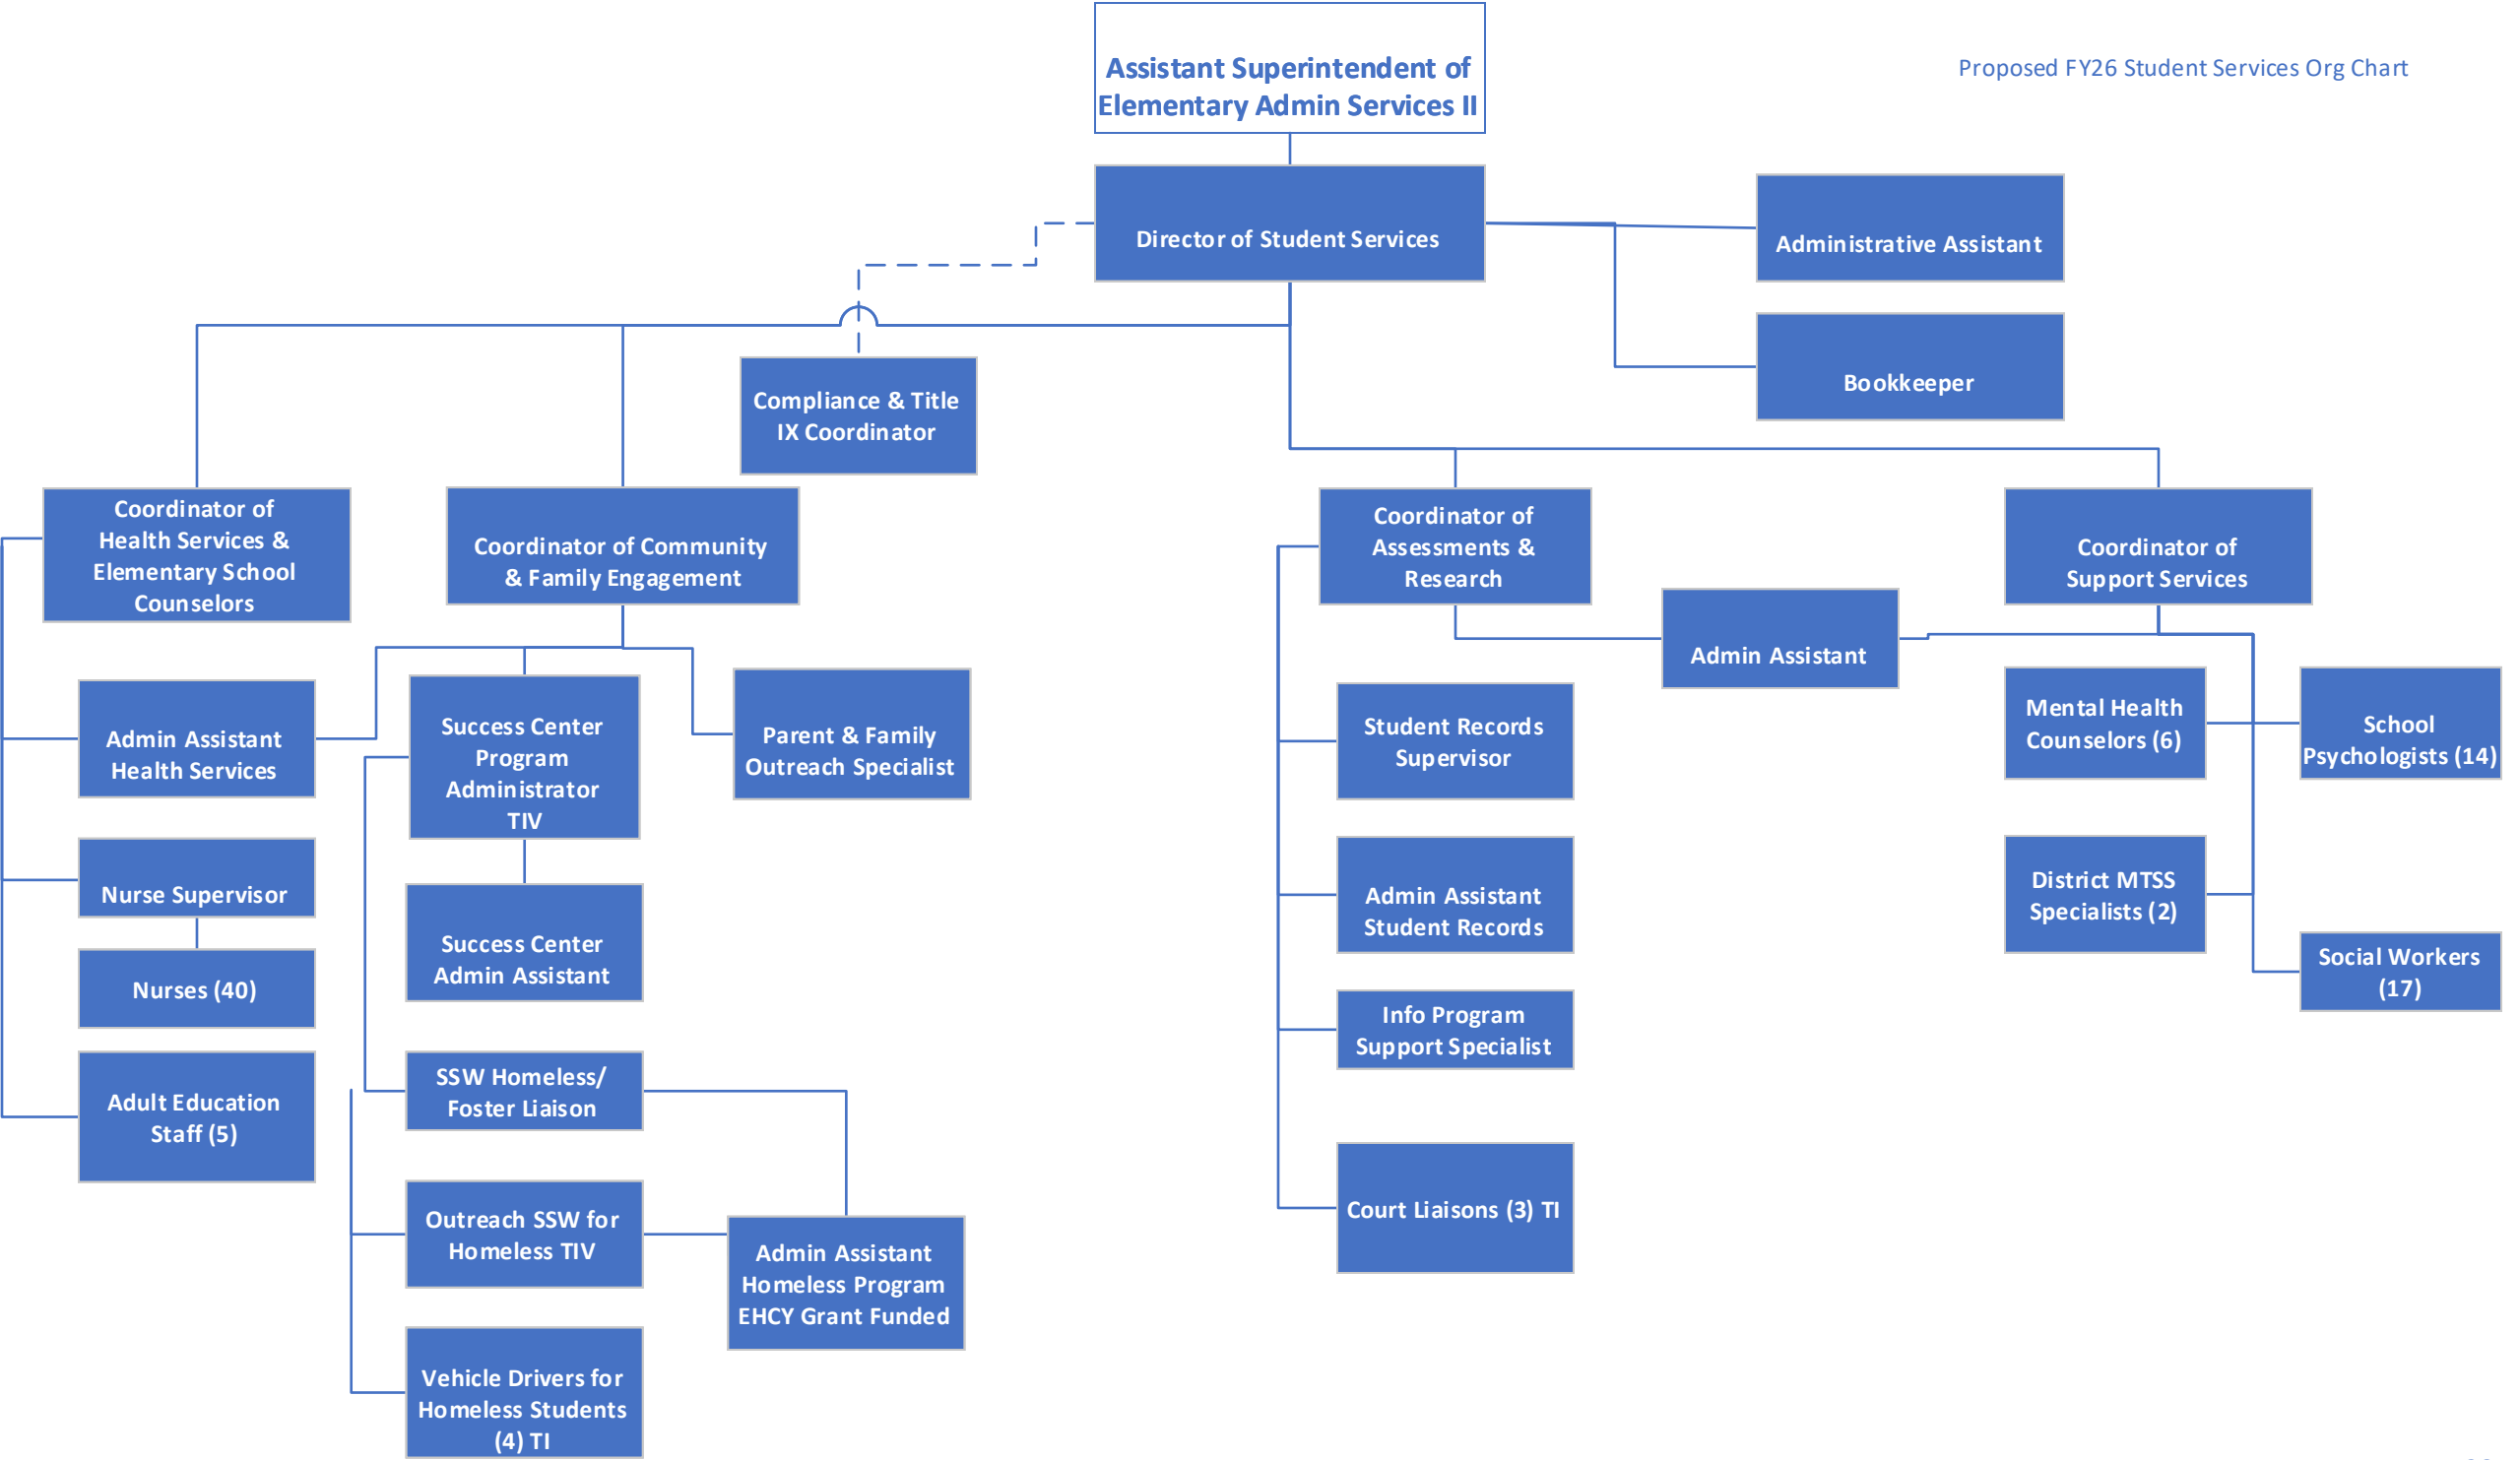 Assistant Superintendent of
Elementary Admin Services II
Proposed FY26 Student Services Org Chart
Director of Student Services
Administrative Assistant
Bookkeeper
Compliance & Title
IX Coordinator
Coordinator of
Health Services &
Elementary School
Counselors
Coordinator of Community
& Family Engagement
Coordinator of
Assessments &
Research
Coordinator of
Support Services
Admin Assistant
Admin Assistant
Health Services
Success Center
Program
Administrator
TIV
Parent & Family
Outreach Specialist
Student Records
Supervisor
Mental Health
Counselors (6)
School
Psychologists (14)
Nurse Supervisor
Nurses (40)
Success Center
Admin Assistant
Admin Assistant
Student Records
District MTSS
Specialists (2)
Social Workers
(17)
Info Program
Support Specialist
Adult Education
Staff (5)
SSW Homeless/
Foster Liaison
Court Liaisons (3) TI
Outreach SSW for
Homeless TIV
Admin Assistant
Homeless Program
EHCY Grant Funded
Vehicle Drivers for
Homeless Students
(4) TI